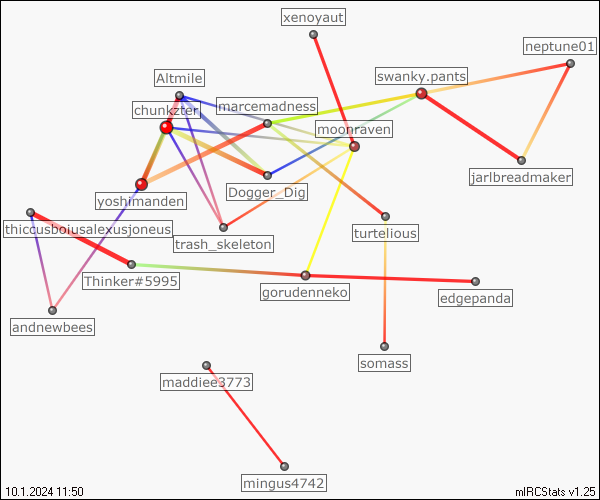 xenoyaut
neptune01
Altmile
swanky.pants
chunkzter
marcemadness
moonraven
jarlbreadmaker
yoshimanden
Dogger_Dig
thiccusboiusalexusjoneus
turtelious
trash_skeleton
Thinker#5995
gorudenneko
edgepanda
andnewbees
somass
maddiee3773
mingus4742
10.1.2024 11:50
mIRCStats v1.25